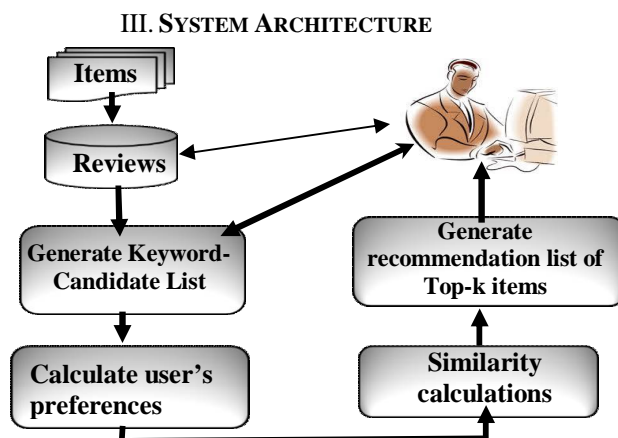 III. SYSTEM ARCHITECTURE
Items
Reviews
Generate Keyword-
Candidate List
Calculate user's
preferences
Generate
recommendation list of
Top-k items
Similarity
calculations